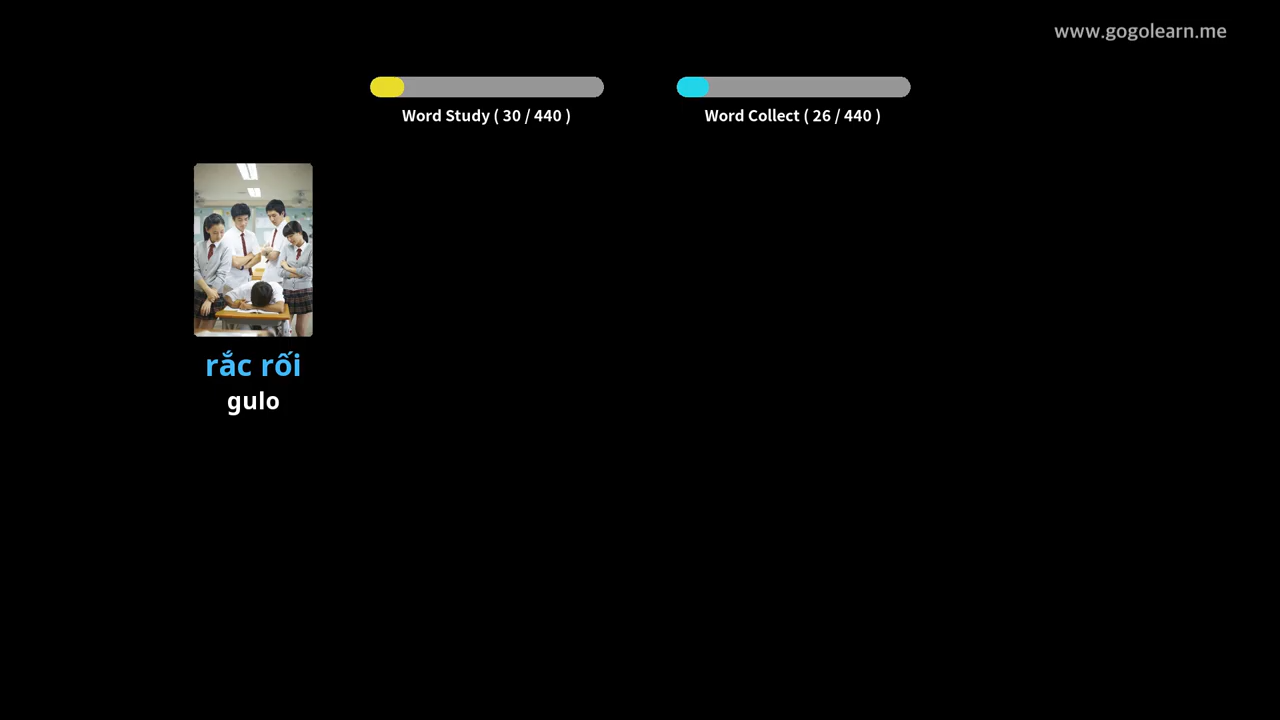 www.gogolearn.me
Word Study ( 30 / 440 )
Word Collect ( 26 / 440 )
rắc rối
gulo